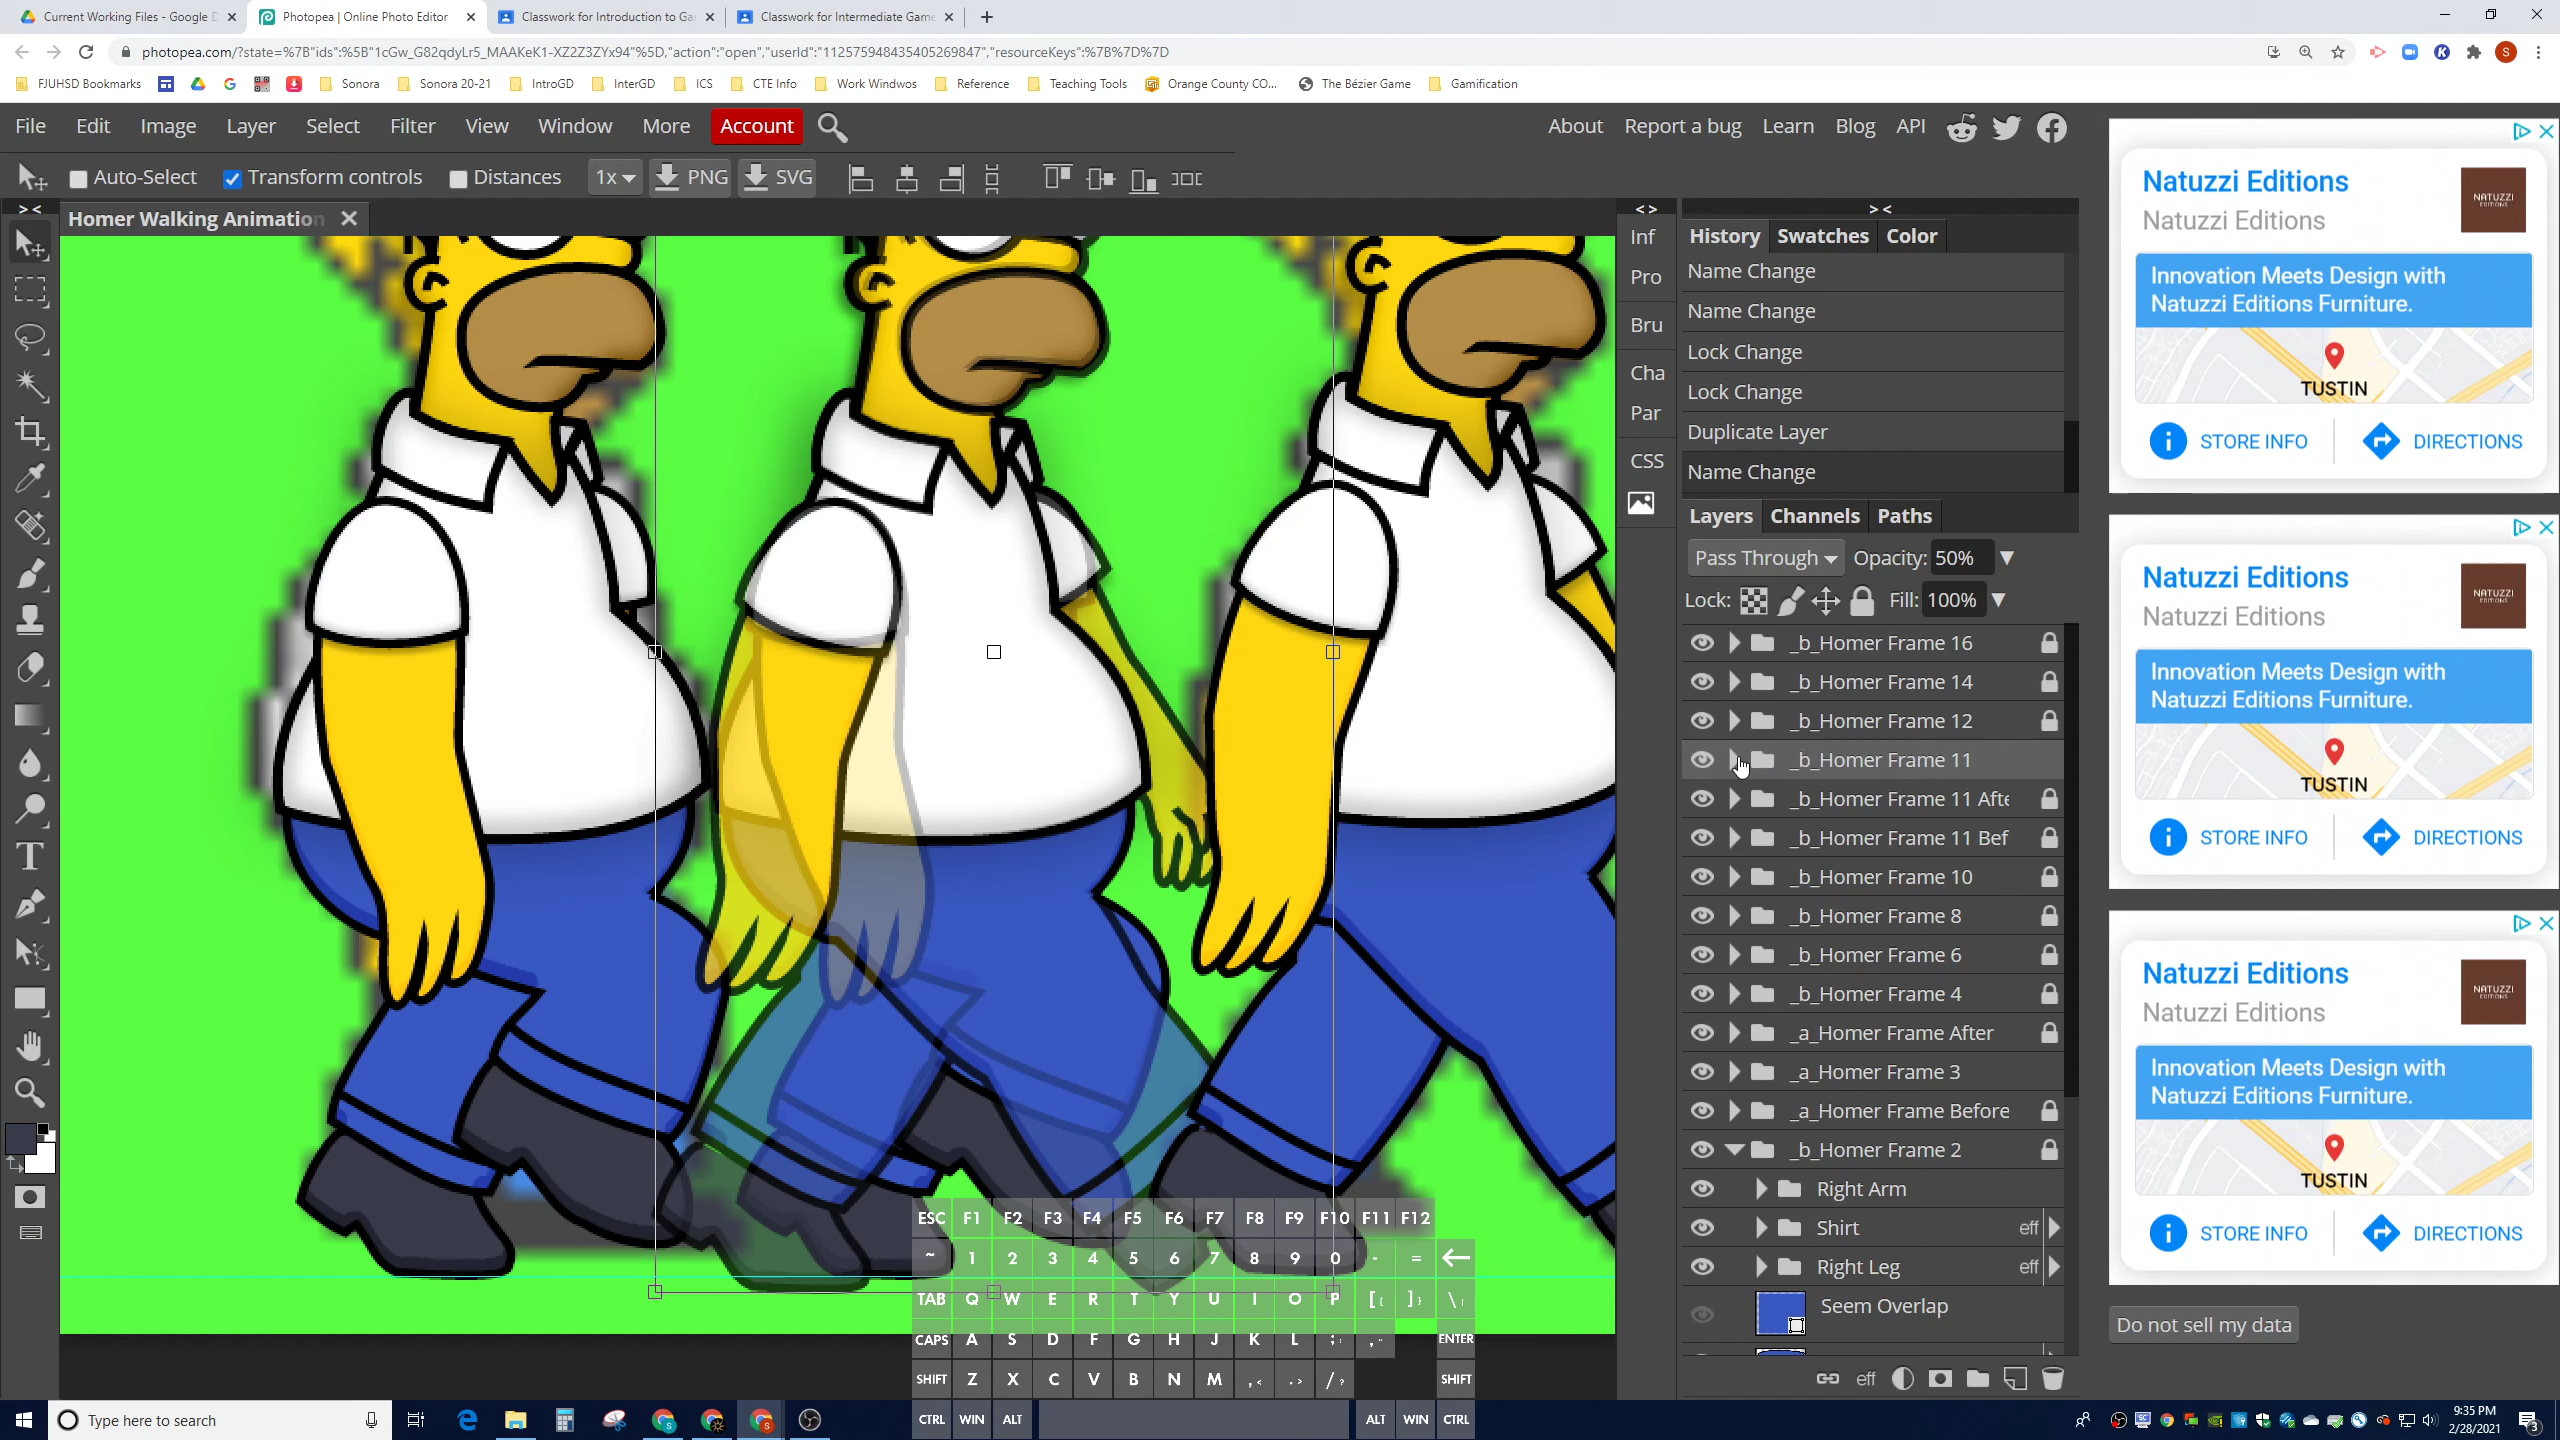 Current Working Files - Google D
Photopea | Online Photo Editor
Classwork for Introduction to Ga
Classwork for Intermediate Game
photopea.com/?state=%7B"ids":%5B"1cGw_G82qdyLr5_MAAKeK1-XZ2Z3ZYx94"%5D,"action":"open","userId":"112575948435405269847","resourceKeys":%7B%7D%7D
FJUHSD Bookmarks
Sonora
Sonora 20-21
IntroGD
InterGD
ICS
CTE Info
Work Windwos
Reference
Teaching Tools
Orange County CO...
The Bézier Game
Gamification
File Edit Image Layer Select Filter View Window More Account
About Report a bug Learn Blog API
Auto-Select Transform controls Distances 1x PNG SVG
Homer Walking Animation
Inf
Pro
Bru
Cha
Par
CSS
History Swatches Color
Name Change
Name Change
Lock Change
Lock Change
Duplicate Layer
Name Change
Layers Channels Paths
Pass Through Opacity: 50%
Lock: Fill: 100%
_b_Homer Frame 16
_b_Homer Frame 14
_b_Homer Frame 12
_b_Homer Frame 11
_b_Homer Frame 11 Afte
_b_Homer Frame 11 Bef
_b_Homer Frame 10
_b_Homer Frame 8
_b_Homer Frame 6
_b_Homer Frame 4
_a_Homer Frame After
_a_Homer Frame 3
_a_Homer Frame Before
_b_Homer Frame 2
Right Arm
Shirt eff
Right Leg eff
Seem Overlap
eff
Natuzzi Editions
Natuzzi Editions
NATUZZI
EDITIONS
Innovation Meets Design with
Natuzzi Editions Furniture.
TUSTIN
STORE INFO DIRECTIONS
Natuzzi Editions
Natuzzi Editions
NATUZZI
EDITIONS
Innovation Meets Design with
Natuzzi Editions Furniture.
TUSTIN
STORE INFO DIRECTIONS
Natuzzi Editions
Natuzzi Editions
NATUZZI
EDITIONS
Innovation Meets Design with
Natuzzi Editions Furniture.
TUSTIN
STORE INFO DIRECTIONS
Do not sell my data
ESC F1 F2 F3 F4 F5 F6 F7 F8 F9 F10 F11 F12
~ 1 2 3 4 5 6 7 8 9 0 - =
TAB Q W E R T Y U I O P [ { ] } \ |
CAPS A S D F G H J K L ; : , " ENTER
SHIFT Z X C V B N M , < . > / ? SHIFT
CTRL WIN ALT ALT WIN CTRL
Type here to search
9:35 PM
2/28/2021
3